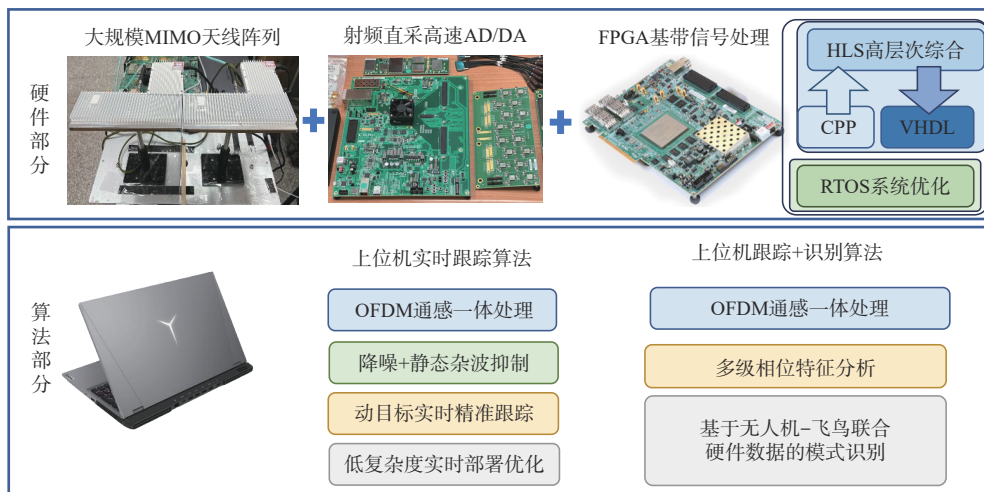 硬件部分
大规模MIMO天线阵列
射频直采高速AD/DA
FPGA基带信号处理
HLS高层次综合
CPP
VHDL
RTOS系统优化
算法部分
上位机实时跟踪算法
OFDM通感一体处理
降噪+静态杂波抑制
动目标实时精准跟踪
低复杂度实时部署优化
上位机跟踪+识别算法
OFDM通感一体处理
多级相位特征分析
基于无人机-飞鸟联合
硬件数据的模式识别